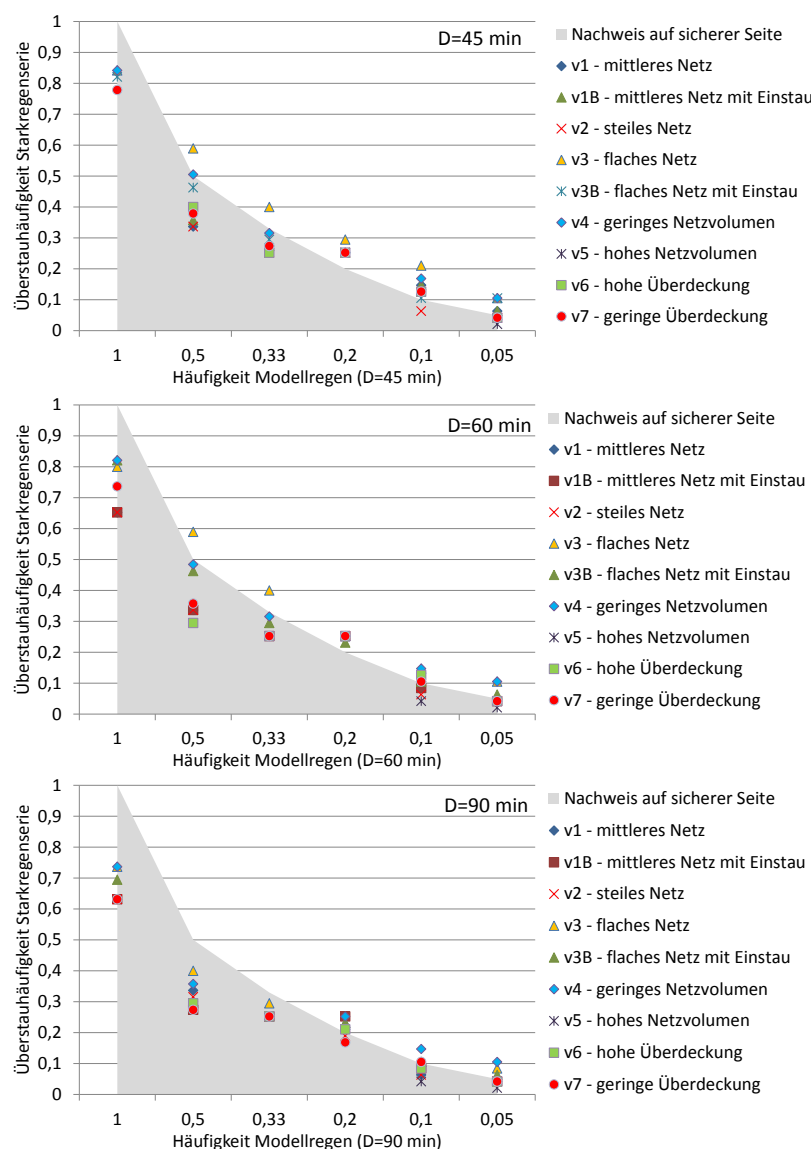 Überstauhäufigkeit Starkregenserie
1
0,9
0,8
0,7
0,6
0,5
0,4
0,3
0,2
0,1
0
D=45 min
1 0,5 0,33 0,2 0,1 0,05
Häufigkeit Modellregen (D=45 min)
Nachweis auf sicherer Seite
v1 - mittleres Netz
v1B - mittleres Netz mit Einstau
v2 - steiles Netz
v3 - flaches Netz
v3B - flaches Netz mit Einstau
v4 - geringes Netzvolumen
v5 - hohes Netzvolumen
v6 - hohe Überdeckung
v7 - geringe Überdeckung
Überstauhäufigkeit Starkregenserie
1
0,9
0,8
0,7
0,6
0,5
0,4
0,3
0,2
0,1
0
D=60 min
1 0,5 0,33 0,2 0,1 0,05
Häufigkeit Modellregen (D=60 min)
Nachweis auf sicherer Seite
v1 - mittleres Netz
v1B - mittleres Netz mit Einstau
v2 - steiles Netz
v3 - flaches Netz
v3B - flaches Netz mit Einstau
v4 - geringes Netzvolumen
v5 - hohes Netzvolumen
v6 - hohe Überdeckung
v7 - geringe Überdeckung
Überstauhäufigkeit Starkregenserie
1
0,9
0,8
0,7
0,6
0,5
0,4
0,3
0,2
0,1
0
D=90 min
1 0,5 0,33 0,2 0,1 0,05
Häufigkeit Modellregen (D=90 min)
Nachweis auf sicherer Seite
v1 - mittleres Netz
v1B - mittleres Netz mit Einstau
v2 - steiles Netz
v3 - flaches Netz
v3B - flaches Netz mit Einstau
v4 - geringes Netzvolumen
v5 - hohes Netzvolumen
v6 - hohe Überdeckung
v7 - geringe Überdeckung